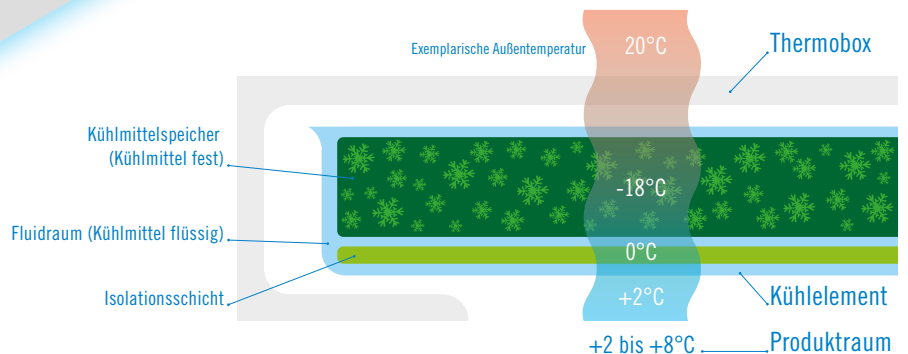 Exemplarische Außentemperatur
20°C
Thermobox
Kühlmittelspeicher
(Kühlmittel fest)
-18°C
Fluidraum (Kühlmittel flüssig)
0°C
Isolationsschicht
+2°C
Kühlelement
+2 bis +8°C
Produktraum